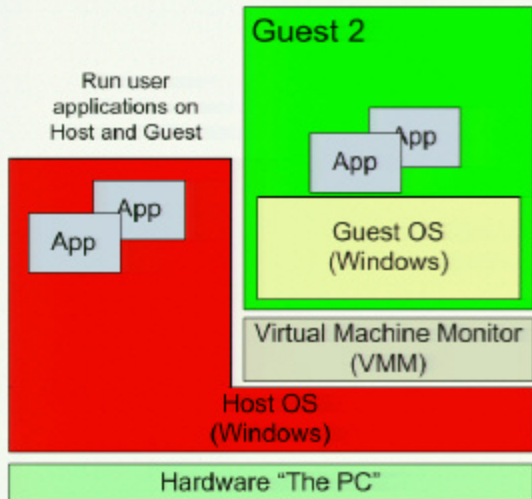 Guest 2
Run user
applications on
Host and Guest
App
App
Guest OS
(Windows)
App
App
Virtual Machine Monitor
(VMM)
Host OS
(Windows)
Hardware “The PC”